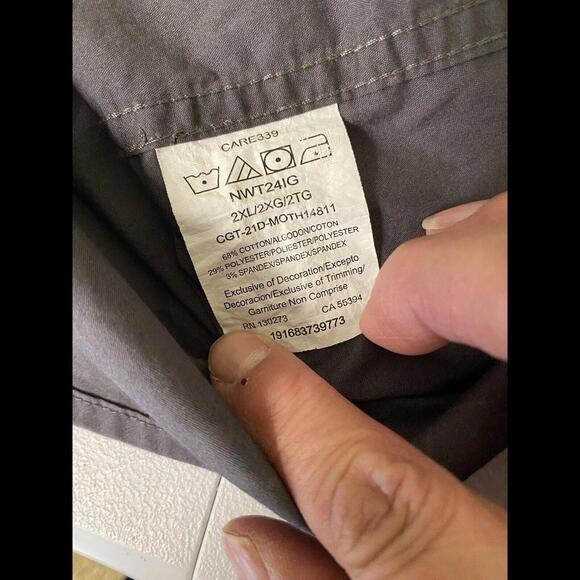 CARE339
NWT24IG
2XL/2XG/2TG
CGT-21D-MOTH14811
68% COTTON/ALGODON/COTON
29% POLYESTER/POLIESTER/POLYESTER
3% SPANDEX/SPANDEX/SPANDEX
Exclusive of Decoration/Excepto
Decoracion/Exclusive of Trimming/
Garniture Non Comprise
RN 130273 CA 55394
191683739773